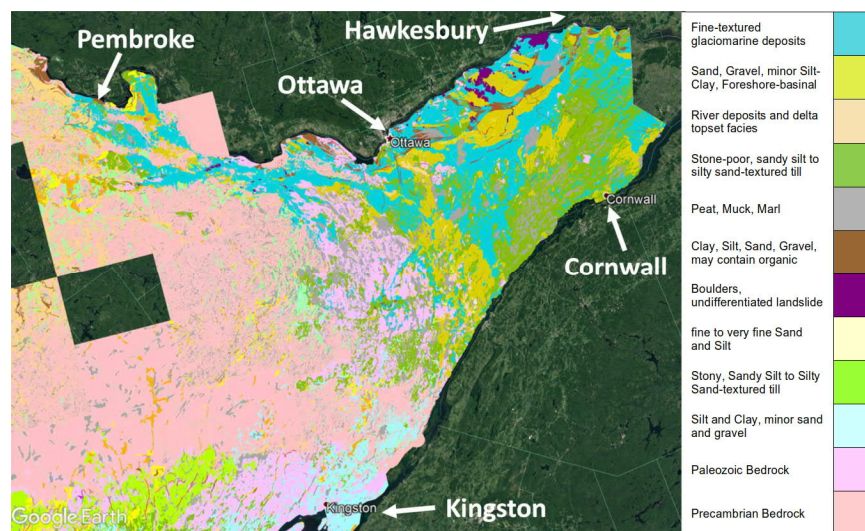 Hawkesbury
Pembroke
Ottawa
Ottawa
Cornwall
Cornwall
Kingston
Kingston
Google Earth
Fine-textured
glaciomarine deposits
Sand, Gravel, minor Silt-
Clay, Foreshore-basinal
River deposits and delta
topset facies
Stone-poor, sandy silt to
silty sand-textured till
Peat, Muck, Marl
Clay, Silt, Sand, Gravel,
may contain organic
Boulders,
undifferentiated landslide
fine to very fine Sand
and Silt
Stony, Sandy Silt to Silty
Sand-textured till
Silt and Clay, minor sand
and gravel
Paleozoic Bedrock
Precambrian Bedrock